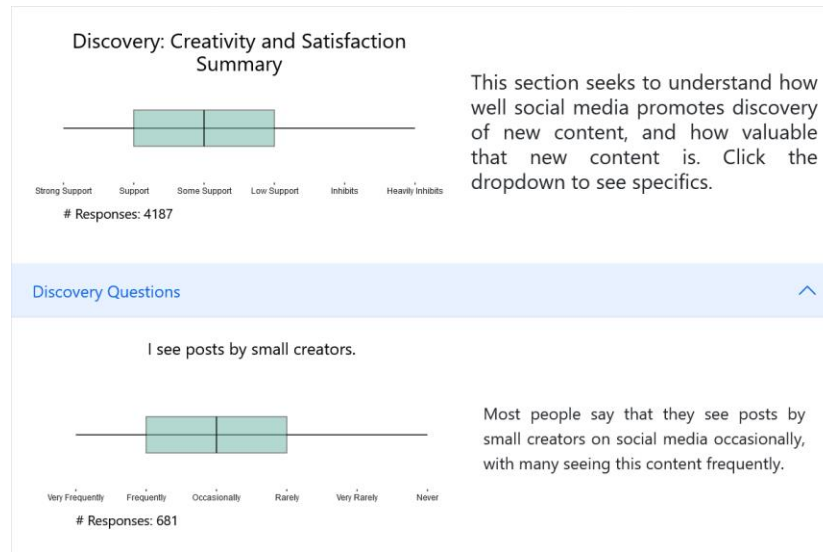 Discovery: Creativity and Satisfaction
Summary
Strong Support Support Some Support Low Support Inhibits Heavily Inhibits
# Responses: 4187
This section seeks to understand how
well social media promotes discovery
of new content, and how valuable
that new content is. Click the
dropdown to see specifics.
Discovery Questions
I see posts by small creators.
Very Frequently Frequently Occasionally Rarely Very Rarely Never
# Responses: 681
Most people say that they see posts by
small creators on social media occasionally,
with many seeing this content frequently.